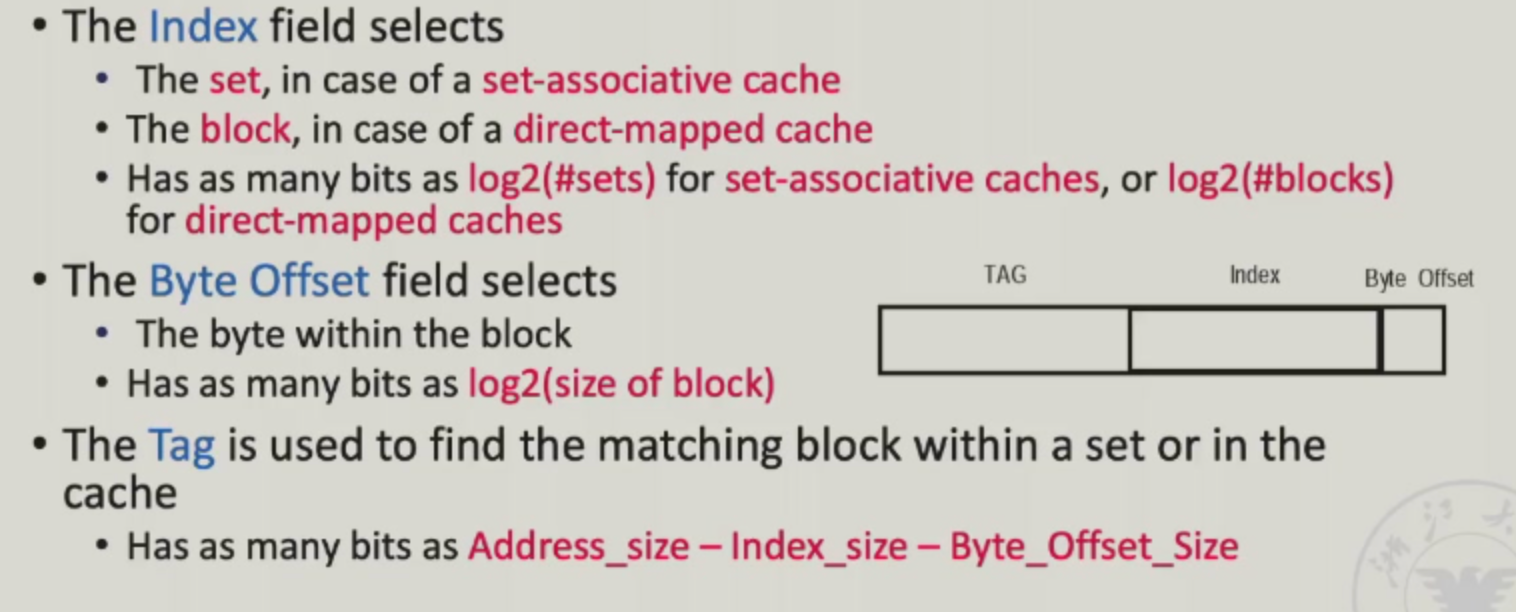 • The Index field selects
• The set, in case of a set-associative cache
• The block, in case of a direct-mapped cache
• Has as many bits as log2(#sets) for set-associative caches, or log2(#blocks)
for direct-mapped caches
• The Byte Offset field selects
• The byte within the block
• Has as many bits as log2(size of block)
TAG Index Byte Offset
• The Tag is used to find the matching block within a set or in the
cache
• Has as many bits as Address_size – Index_size – Byte_Offset_Size